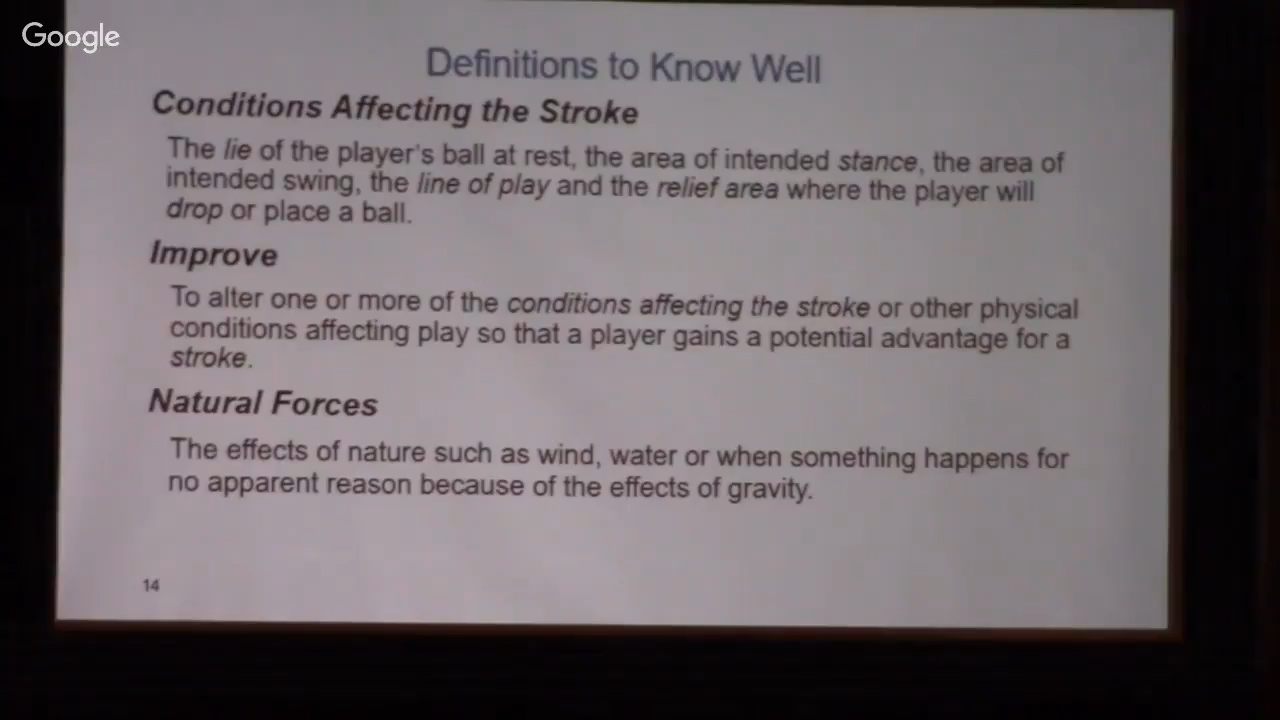 Google
Definitions to Know Well
Conditions Affecting the Stroke
The lie of the player's ball at rest, the area of intended stance, the area of
intended swing, the line of play and the relief area where the player will
drop or place a ball.
Improve
To alter one or more of the conditions affecting the stroke or other physical
conditions affecting play so that a player gains a potential advantage for a
stroke.
Natural Forces
The effects of nature such as wind, water or when something happens for
no apparent reason because of the effects of gravity.
14